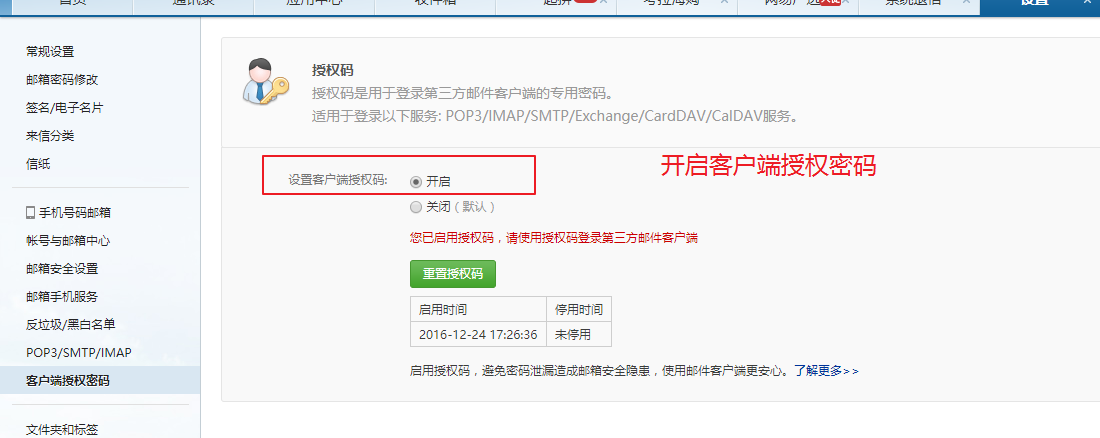 首页 通讯录 应用中心 收件箱 考拉海购 设置
常规设置
邮箱密码修改
签名/电子名片
来信分类
信纸
手机号码邮箱
帐号与邮箱中心
邮箱安全设置
邮箱手机服务
反垃圾/黑白名单
POP3/SMTP/IMAP
客户端授权密码
文件夹和标签
授权码
授权码是用于登录第三方邮件客户端的专用密码。
适用于登录以下服务: POP3/IMAP/SMTP/Exchange/CardDAV/CalDAV服务。
开启客户端授权密码
设置客户端授权码: 开启
关闭（默认）
您已启用授权码，请使用授权码登录第三方邮件客户端
重置授权码
启用时间 停用时间
2016-12-24 17:26:36 未停用
启用授权码，避免密码泄漏造成邮箱安全隐患，使用邮件客户端更安心。了解更多>>